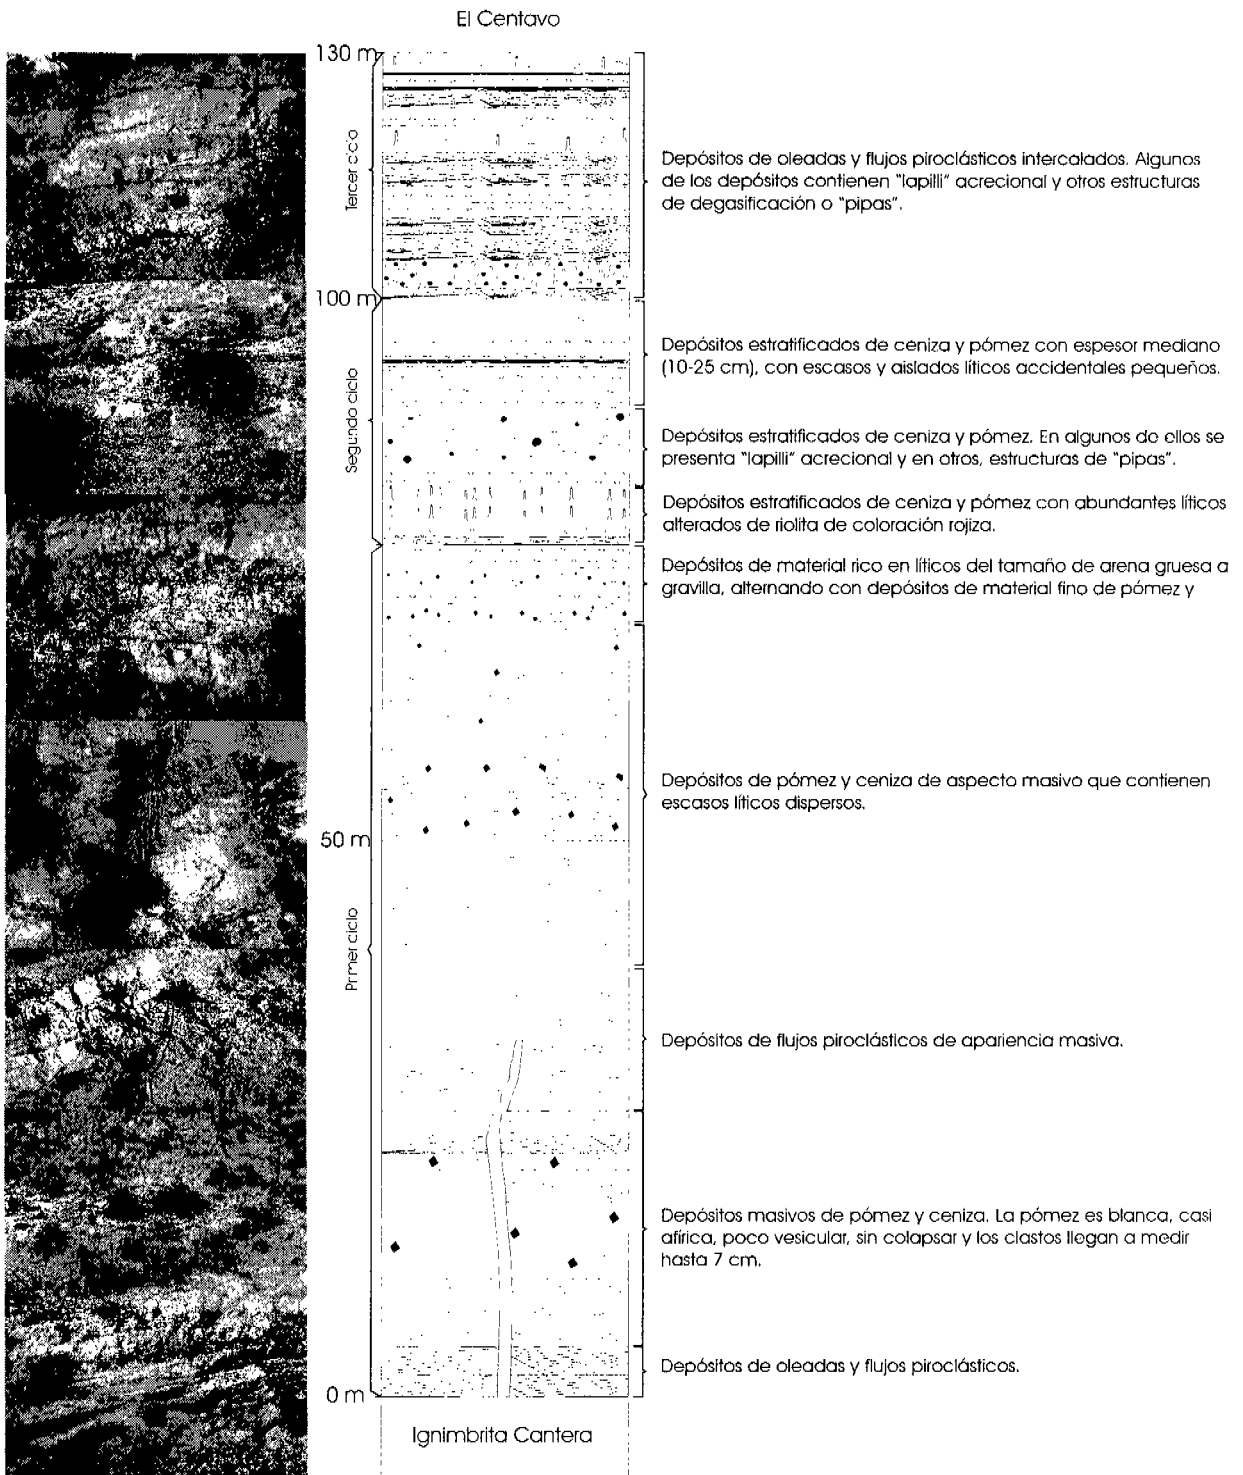 El Centavo
130 m
Tercer ciclo
Depósitos de oleadas y flujos piroclásticos intercalados. Algunos
de los depósitos contienen "lapilli" acrecional y otros estructuras
de degasificación o "pipas".
100 m
Segundo ciclo
Depósitos estratificados de ceniza y pómez con espesor mediano
(10-25 cm), con escasos y aislados líticos accidentales pequeños.
Depósitos estratificados de ceniza y pómez. En algunos de ellos se
presenta "lapilli" acrecional y en otros, estructuras de "pipas".
Depósitos estratificados de ceniza y pómez con abundantes líticos
alterados de riolita de coloración rojiza.
Depósitos de material rico en líticos del tamaño de arena gruesa a
gravilla, alternando con depósitos de material fino de pómez y
Depósitos de pómez y ceniza de aspecto masivo que contienen
escasos líticos dispersos.
50 m
Primer ciclo
Depósitos de flujos piroclásticos de apariencia masiva.
Depósitos masivos de pómez y ceniza. La pómez es blanca, casi
afírica, poco vesicular, sin colapsar y los clastos llegan a medir
hasta 7 cm.
Depósitos de oleadas y flujos piroclásticos.
0 m
Ignimbrita Cantera